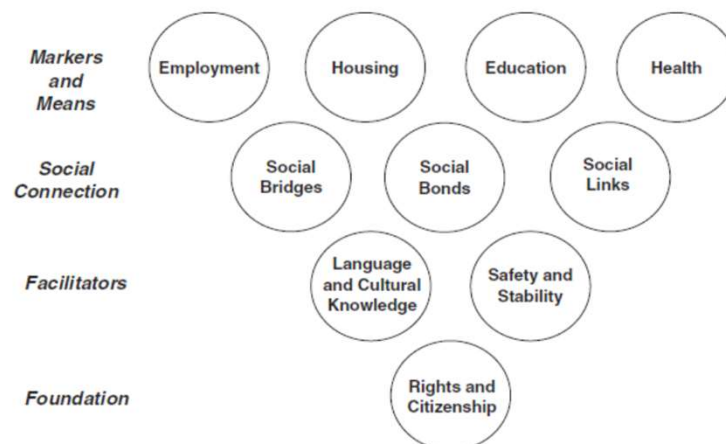 Markers
and
Means
Employment
Housing
Education
Health
Social
Connection
Social
Bridges
Social
Bonds
Social
Links
Facilitators
Language
and Cultural
Knowledge
Safety and
Stability
Foundation
Rights and
Citizenship